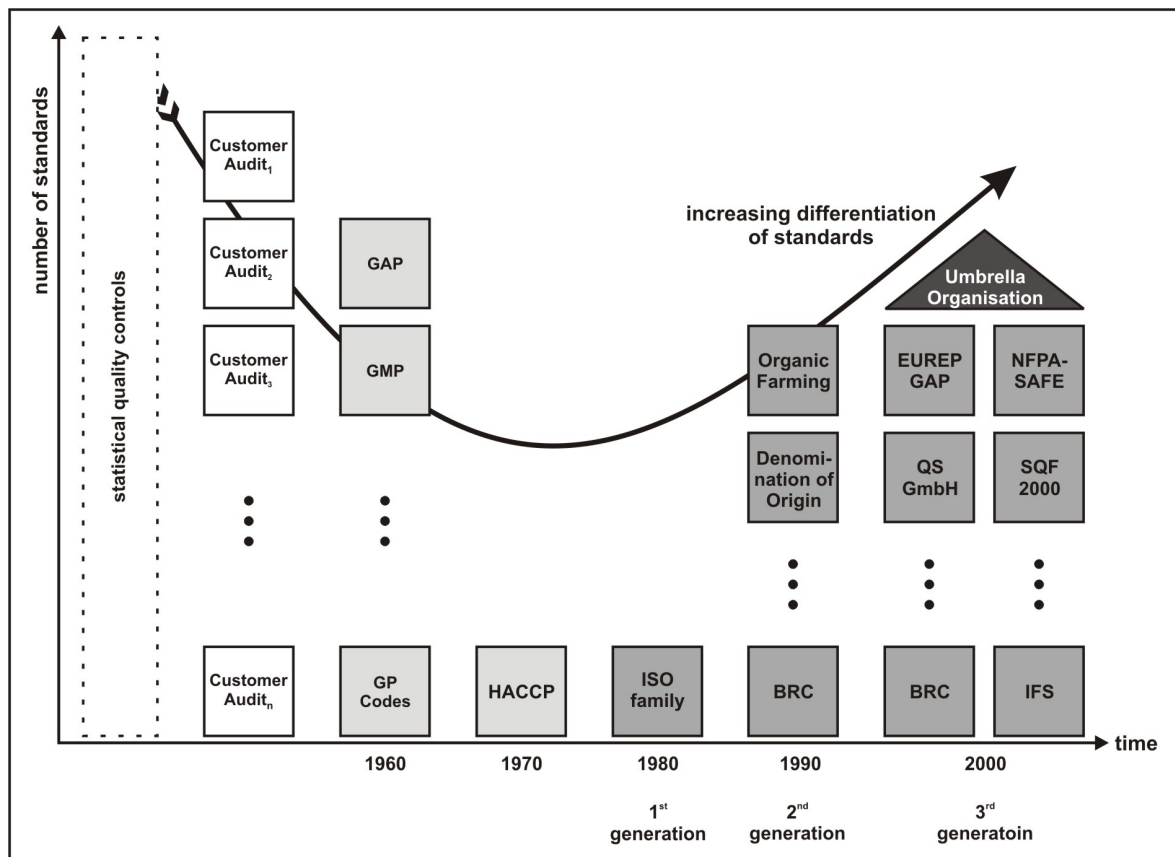 number of standards
statistical quality controls
Customer
Audit₁
Customer
Audit₂
Customer
Audit₃
Customer
Auditₙ
GAP
GMP
GP
Codes
HACCP
ISO
family
increasing differentiation
of standards
Organic
Farming
Denomi-
nation of
Origin
BRC
Umbrella
Organisation
EUREP
GAP
NFPA-
SAFE
QS
GmbH
SQF
2000
BRC
IFS
time
1960
1970
1980
1990
2000
1st
generation
2nd
generation
3rd
generatoin